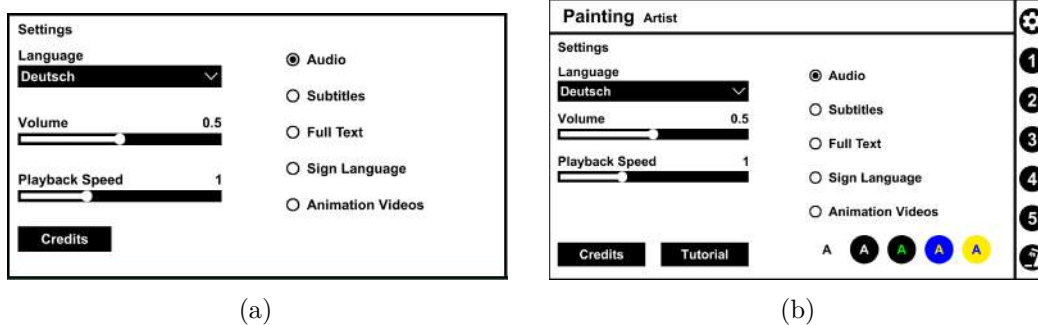 Settings
Language
Deutsch
Volume 0.5
Playback Speed 1
Credits
Audio
Subtitles
Full Text
Sign Language
Animation Videos
(a)
Painting Artist
Settings
Language
Deutsch
Volume 0.5
Playback Speed 1
Credits Tutorial
Audio
Subtitles
Full Text
Sign Language
Animation Videos
A A A A A
1
2
3
4
5
(b)